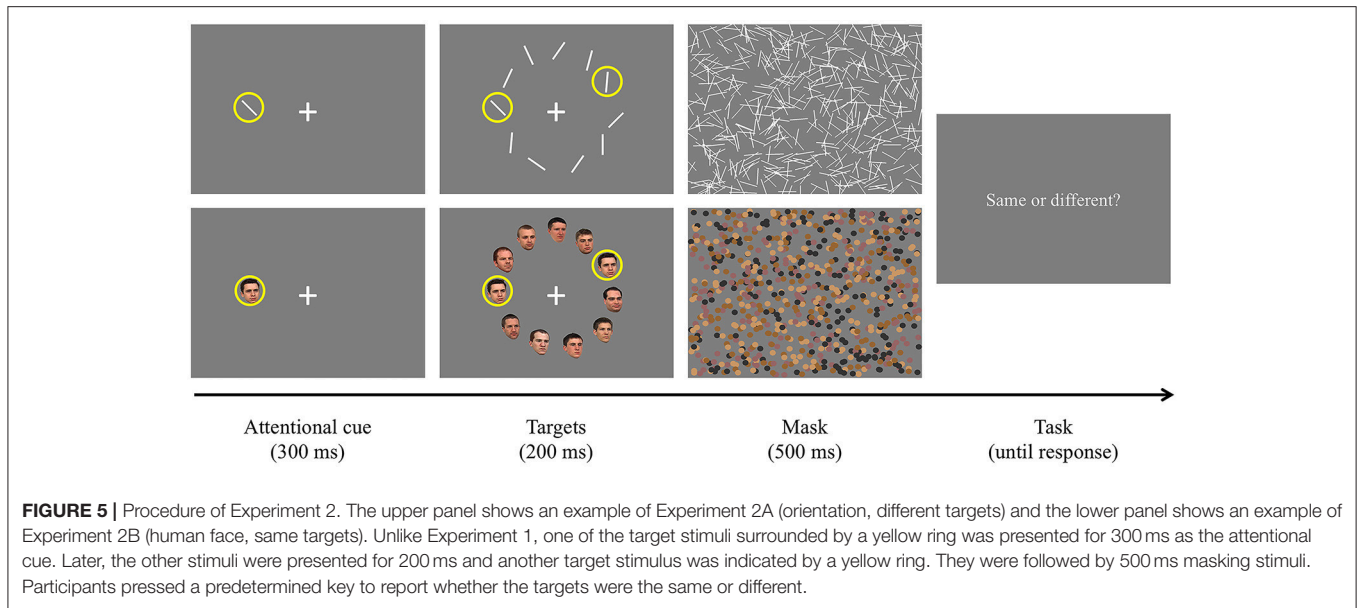 Same or different?
Attentional cue
(300 ms)
Targets
(200 ms)
Mask
(500 ms)
Task
(until response)
FIGURE 5 | Procedure of Experiment 2. The upper panel shows an example of Experiment 2A (orientation, different targets) and the lower panel shows an example of
Experiment 2B (human face, same targets). Unlike Experiment 1, one of the target stimuli surrounded by a yellow ring was presented for 300 ms as the attentional
cue. Later, the other stimuli were presented for 200 ms and another target stimulus was indicated by a yellow ring. They were followed by 500 ms masking stimuli.
Participants pressed a predetermined key to report whether the targets were the same or different.